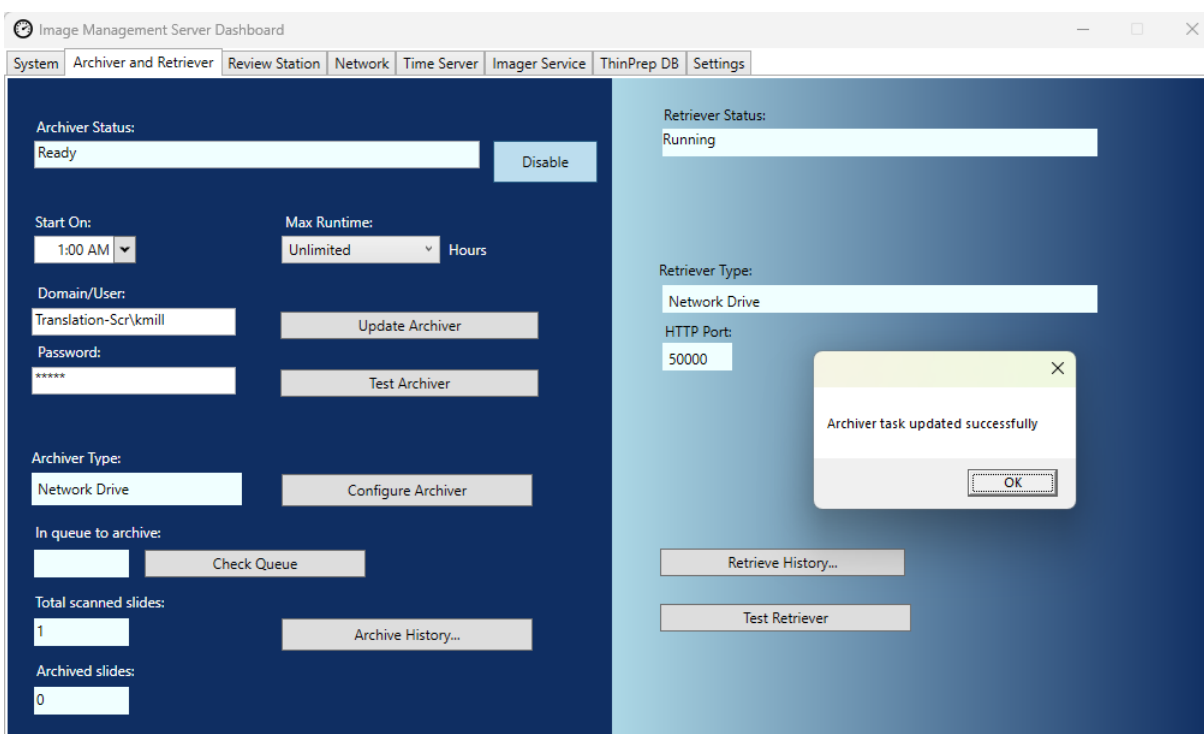 Image Management Server Dashboard
System Archiver and Retriever Review Station Network Time Server Imager Service ThinPrep DB Settings
Archiver Status:
Ready
Disable
Start On:
Max Runtime:
1:00 AM
Unlimited
Hours
Domain/User:
Translation-Scr\kmill
Update Archiver
Password:
*****
Test Archiver
Archiver Type:
Network Drive
Configure Archiver
In queue to archive:
Check Queue
Total scanned slides:
1
Archive History...
Archived slides:
0
Retriever Status:
Running
Retriever Type:
Network Drive
HTTP Port:
50000
Archiver task updated successfully
OK
Retrieve History...
Test Retriever